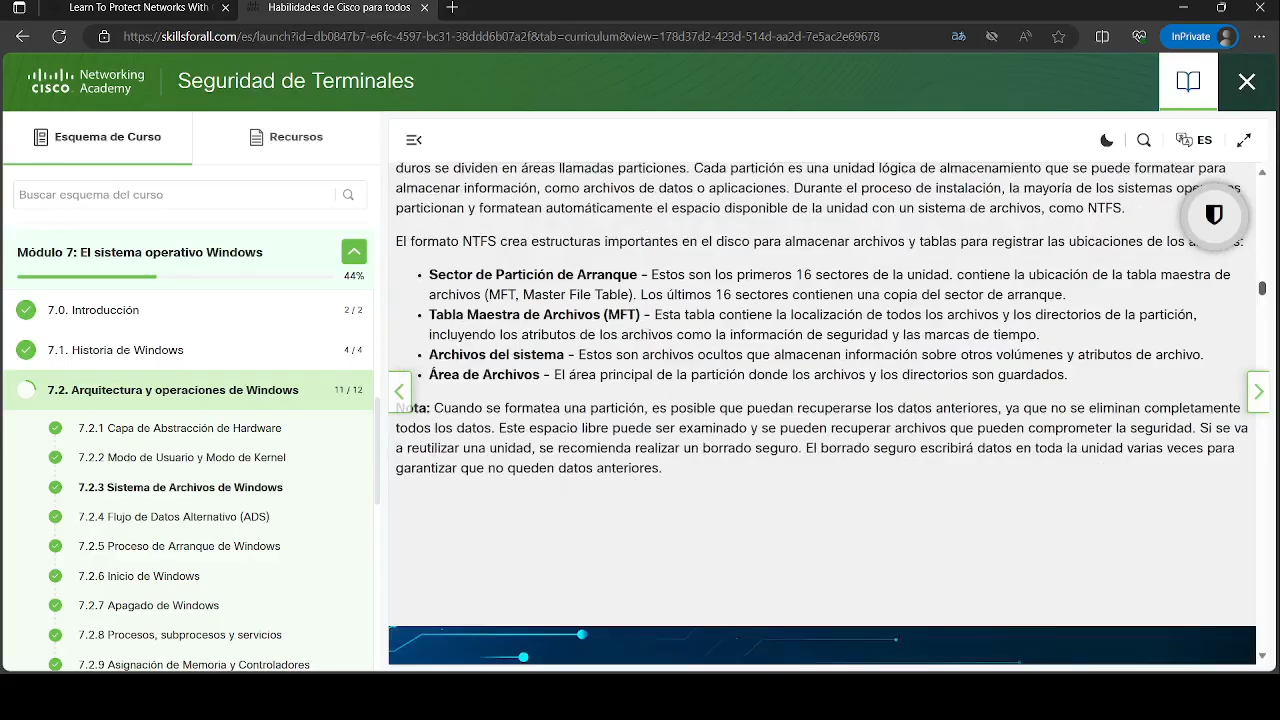 Learn To Protect Networks With
Habilidades de Cisco para todos
https://skillsforall.com/es/launch?id=db0847b7-e6fc-4597-bc31-38ddd6b07a2f&tab=curriculum&view=178d37d2-423d-514d-aa2d-7e5ac2e69678
InPrivate
CISCO Networking Academy
Seguridad de Terminales
Esquema de Curso
Recursos
ES
Buscar esquema del curso
Módulo 7: El sistema operativo Windows
44%
7.0. Introducción
2 / 2
7.1. Historia de Windows
4 / 4
7.2. Arquitectura y operaciones de Windows
11 / 12
7.2.1 Capa de Abstracción de Hardware
7.2.2 Modo de Usuario y Modo de Kernel
7.2.3 Sistema de Archivos de Windows
7.2.4 Flujo de Datos Alternativo (ADS)
7.2.5 Proceso de Arranque de Windows
7.2.6 Inicio de Windows
7.2.7 Apagado de Windows
7.2.8 Procesos, subprocesos y servicios
7.2.9 Asignación de Memoria y Controladores
duros se dividen en áreas llamadas particiones. Cada partición es una unidad lógica de almacenamiento que se puede formatear para
almacenar información, como archivos de datos o aplicaciones. Durante el proceso de instalación, la mayoría de los sistemas operativos
particionan y formatean automáticamente el espacio disponible de la unidad con un sistema de archivos, como NTFS.
El formato NTFS crea estructuras importantes en el disco para almacenar archivos y tablas para registrar las ubicaciones de los
• Sector de Partición de Arranque - Estos son los primeros 16 sectores de la unidad. contiene la ubicación de la tabla maestra de
archivos (MFT, Master File Table). Los últimos 16 sectores contienen una copia del sector de arranque.
• Tabla Maestra de Archivos (MFT) - Esta tabla contiene la localización de todos los archivos y los directorios de la partición,
incluyendo los atributos de los archivos como la información de seguridad y las marcas de tiempo.
• Archivos del sistema - Estos son archivos ocultos que almacenan información sobre otros volúmenes y atributos de archivo.
• Área de Archivos - El área principal de la partición donde los archivos y los directorios son guardados.
Nota: Cuando se formatea una partición, es posible que puedan recuperarse los datos anteriores, ya que no se eliminan completamente
todos los datos. Este espacio libre puede ser examinado y se pueden recuperar archivos que pueden comprometer la seguridad. Si se va
a reutilizar una unidad, se recomienda realizar un borrado seguro. El borrado seguro escribirá datos en toda la unidad varias veces para
garantizar que no queden datos anteriores.